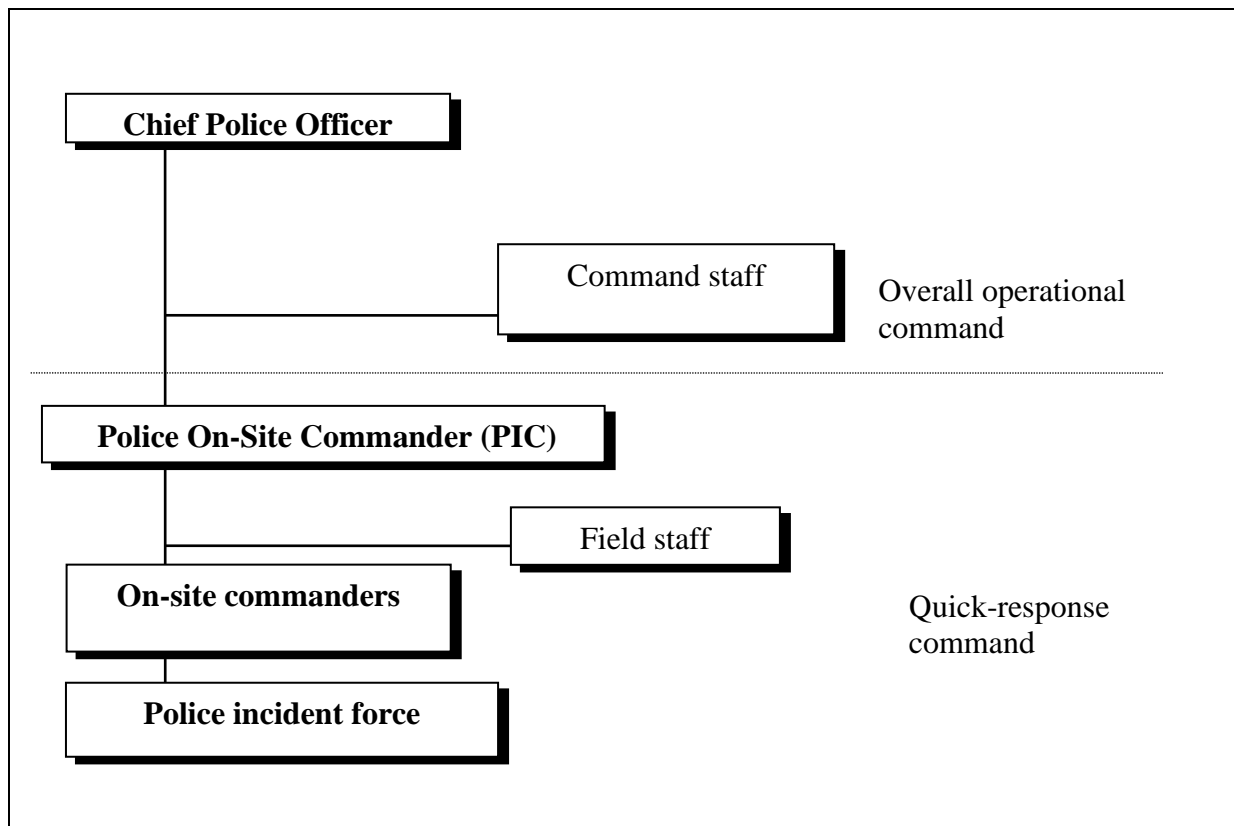 Chief Police Officer
Command staff
Overall operational
command
Police On-Site Commander (PIC)
Field staff
On-site commanders
Quick-response
command
Police incident force